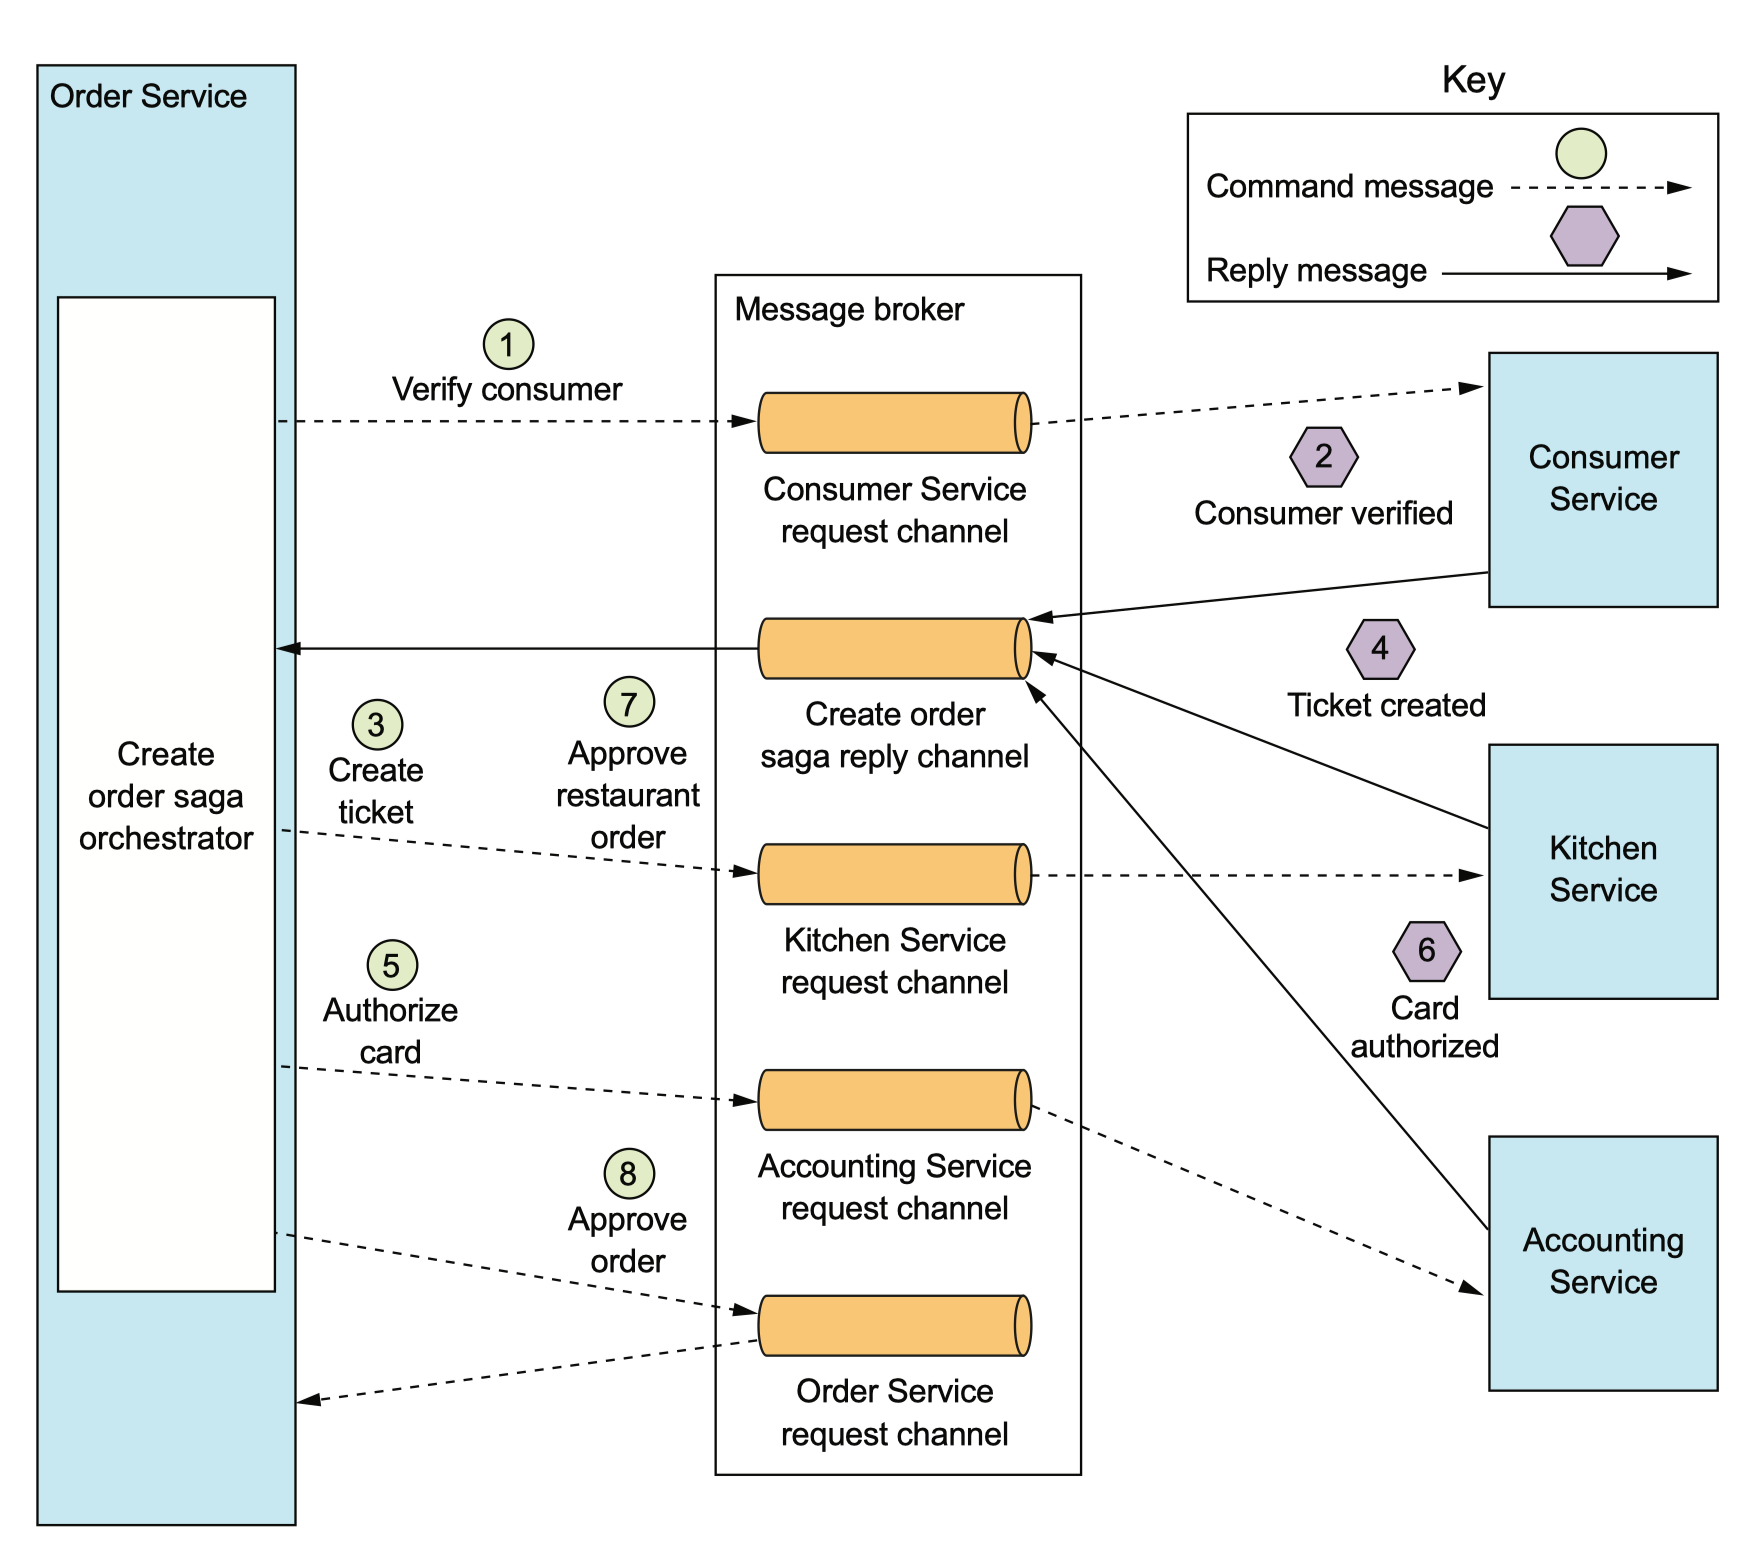 Order Service
Key
Command message
Reply message
Message broker
1
Verify consumer
Consumer Service
request channel
2
Consumer verified
Consumer
Service
Create
order saga
orchestrator
3
Create
ticket
7
Approve
restaurant
order
Create order
saga reply channel
4
Ticket created
Kitchen Service
request channel
Kitchen
Service
5
Authorize
card
6
Card
authorized
Accounting Service
request channel
8
Approve
order
Accounting
Service
Order Service
request channel